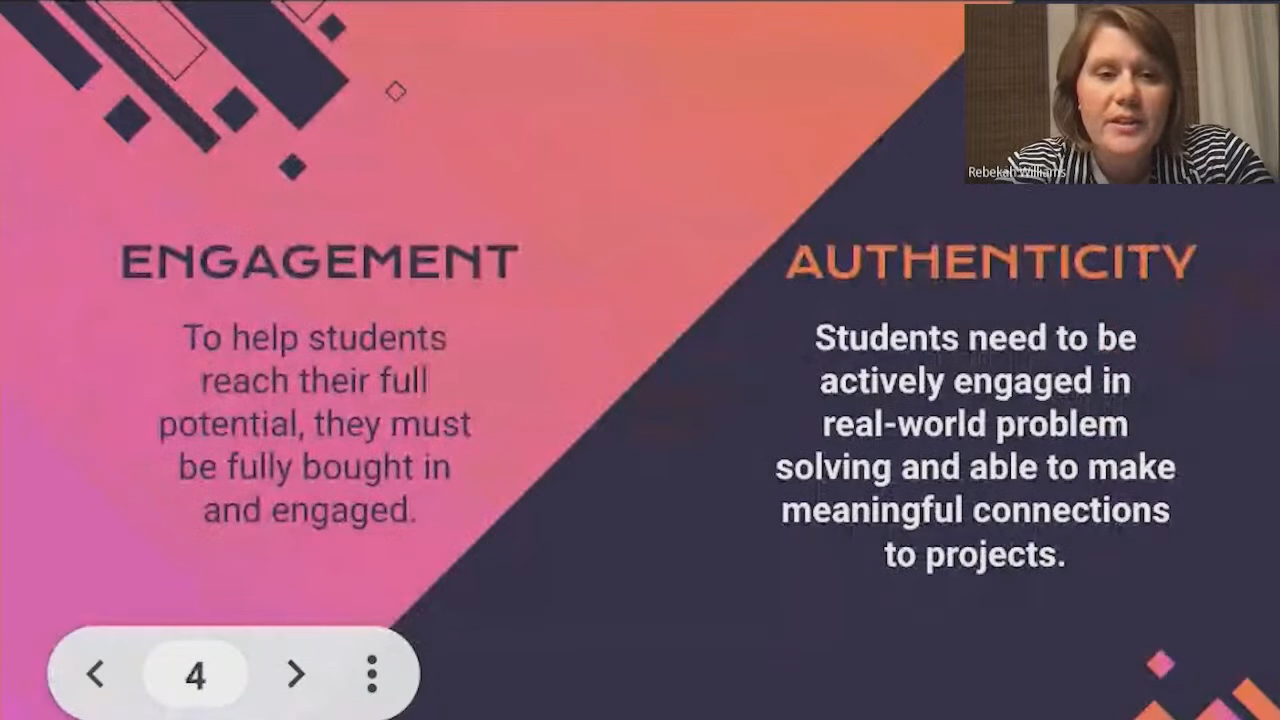 Rebekah Williams
ENGAGEMENT
To help students
reach their full
potential, they must
be fully bought in
and engaged.
AUTHENTICITY
Students need to be
actively engaged in
real-world problem
solving and able to make
meaningful connections
to projects.
4